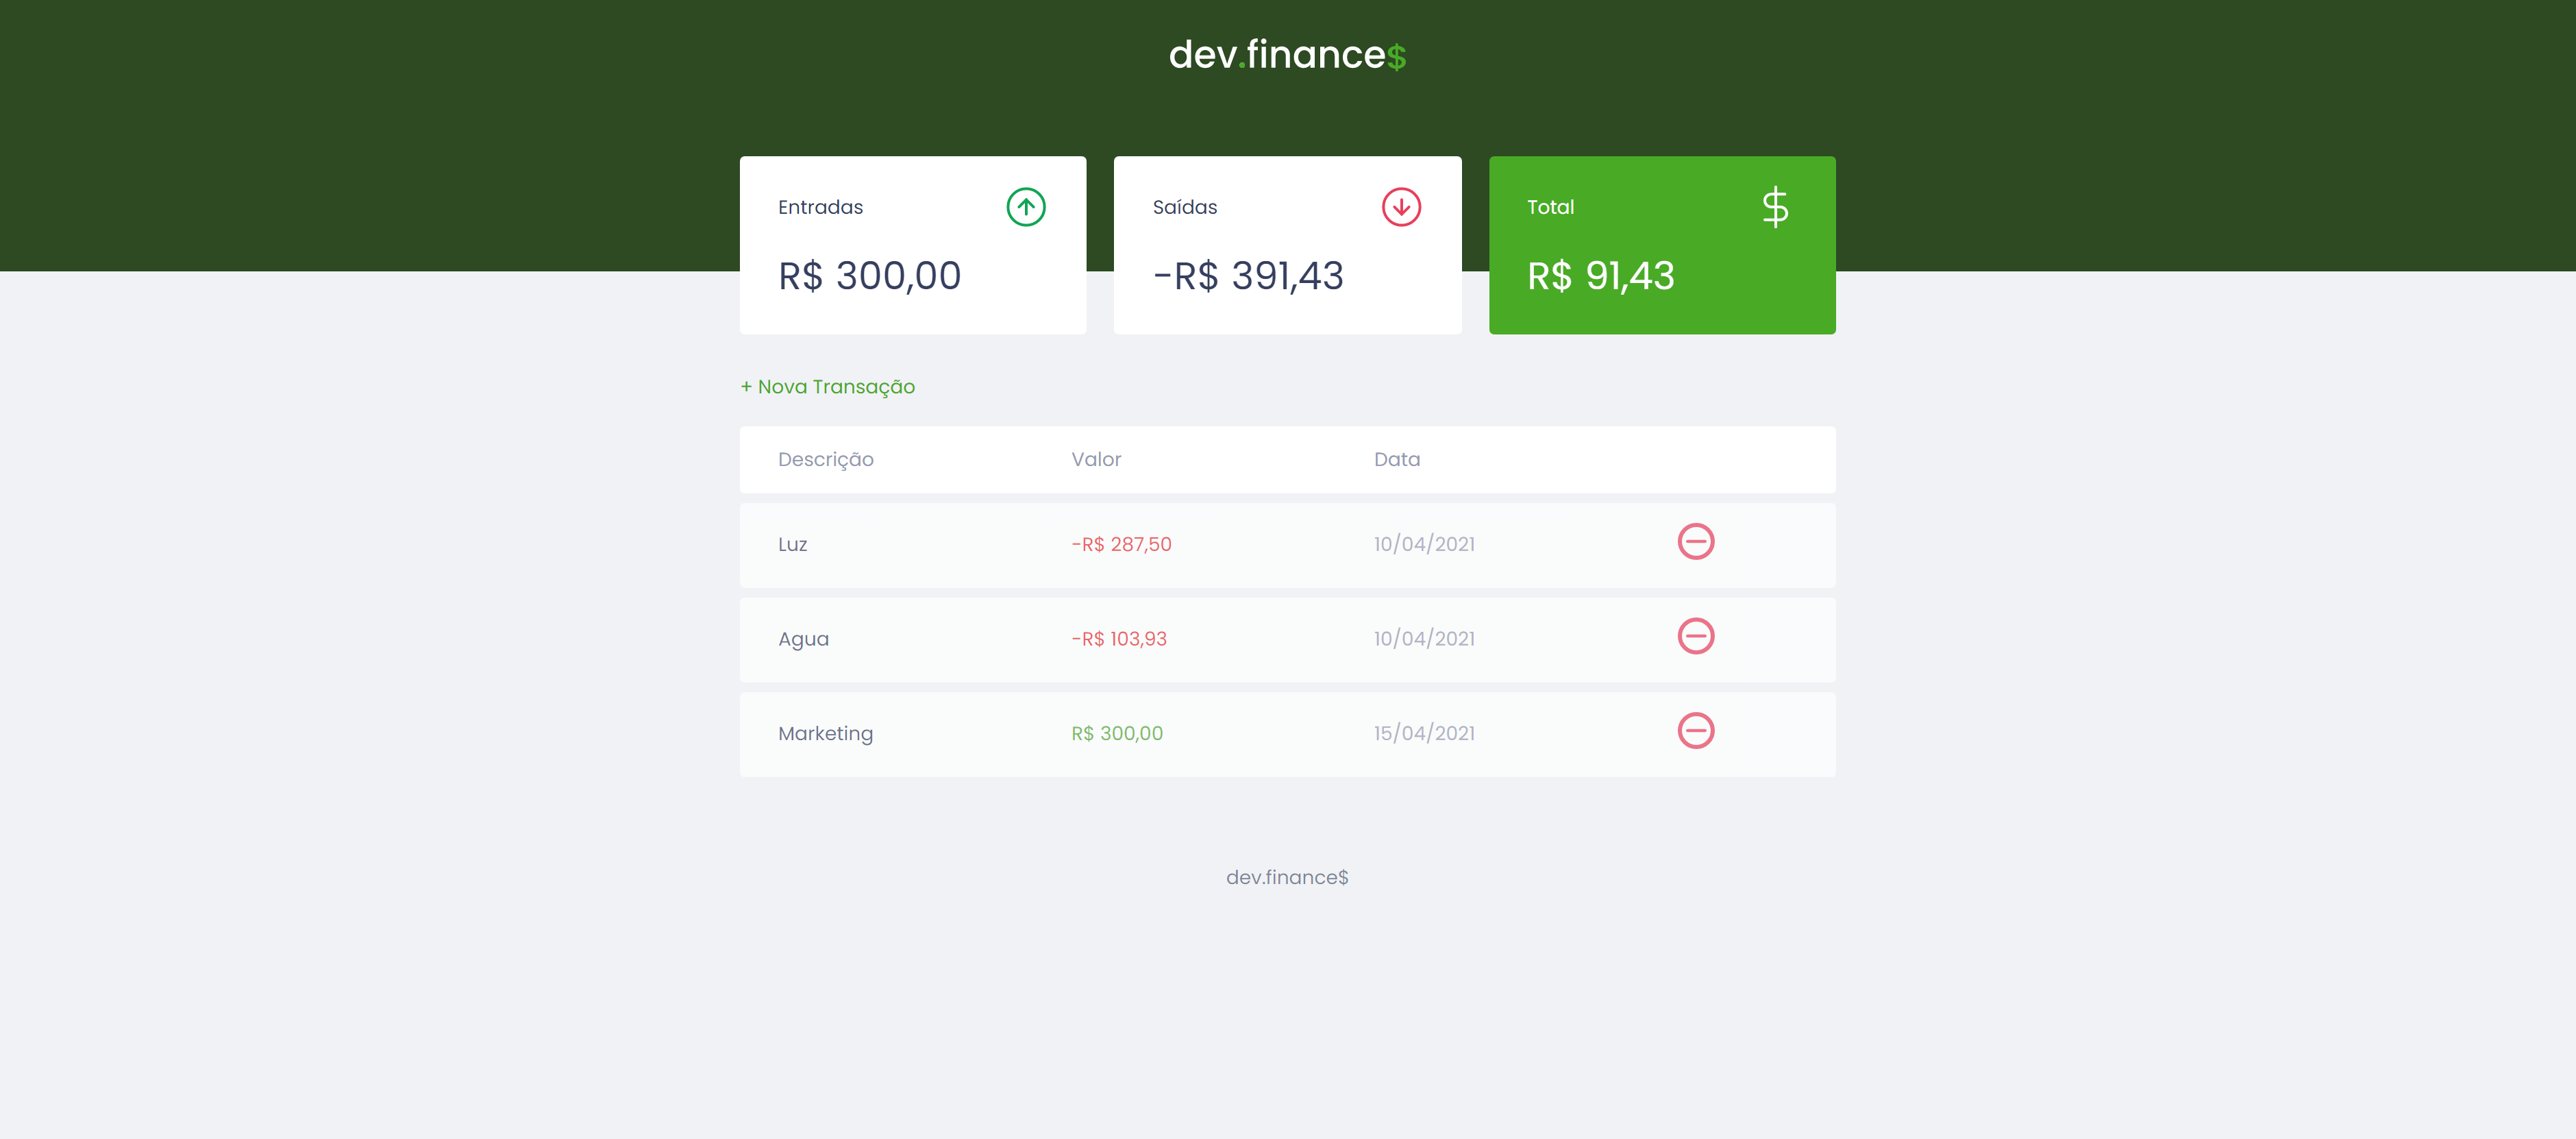 dev.finance$
Entradas
R$ 300,00
Saídas
-R$ 391,43
Total
$
R$ 91,43
+ Nova Transação
Descrição Valor Data
Luz -R$ 287,50 10/04/2021
Agua -R$ 103,93 10/04/2021
Marketing R$ 300,00 15/04/2021
dev.finance$